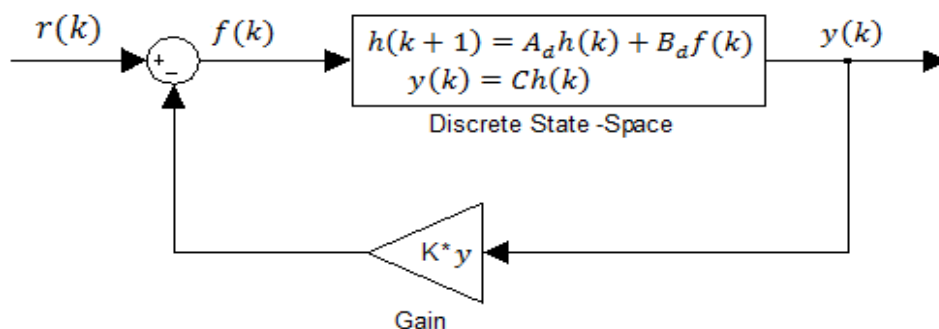 r(k)
f(k)
h(k + 1) = A_d h(k) + B_d f(k)
y(k) = Ch(k)
y(k)
+
−
Discrete State -Space
K* y
Gain